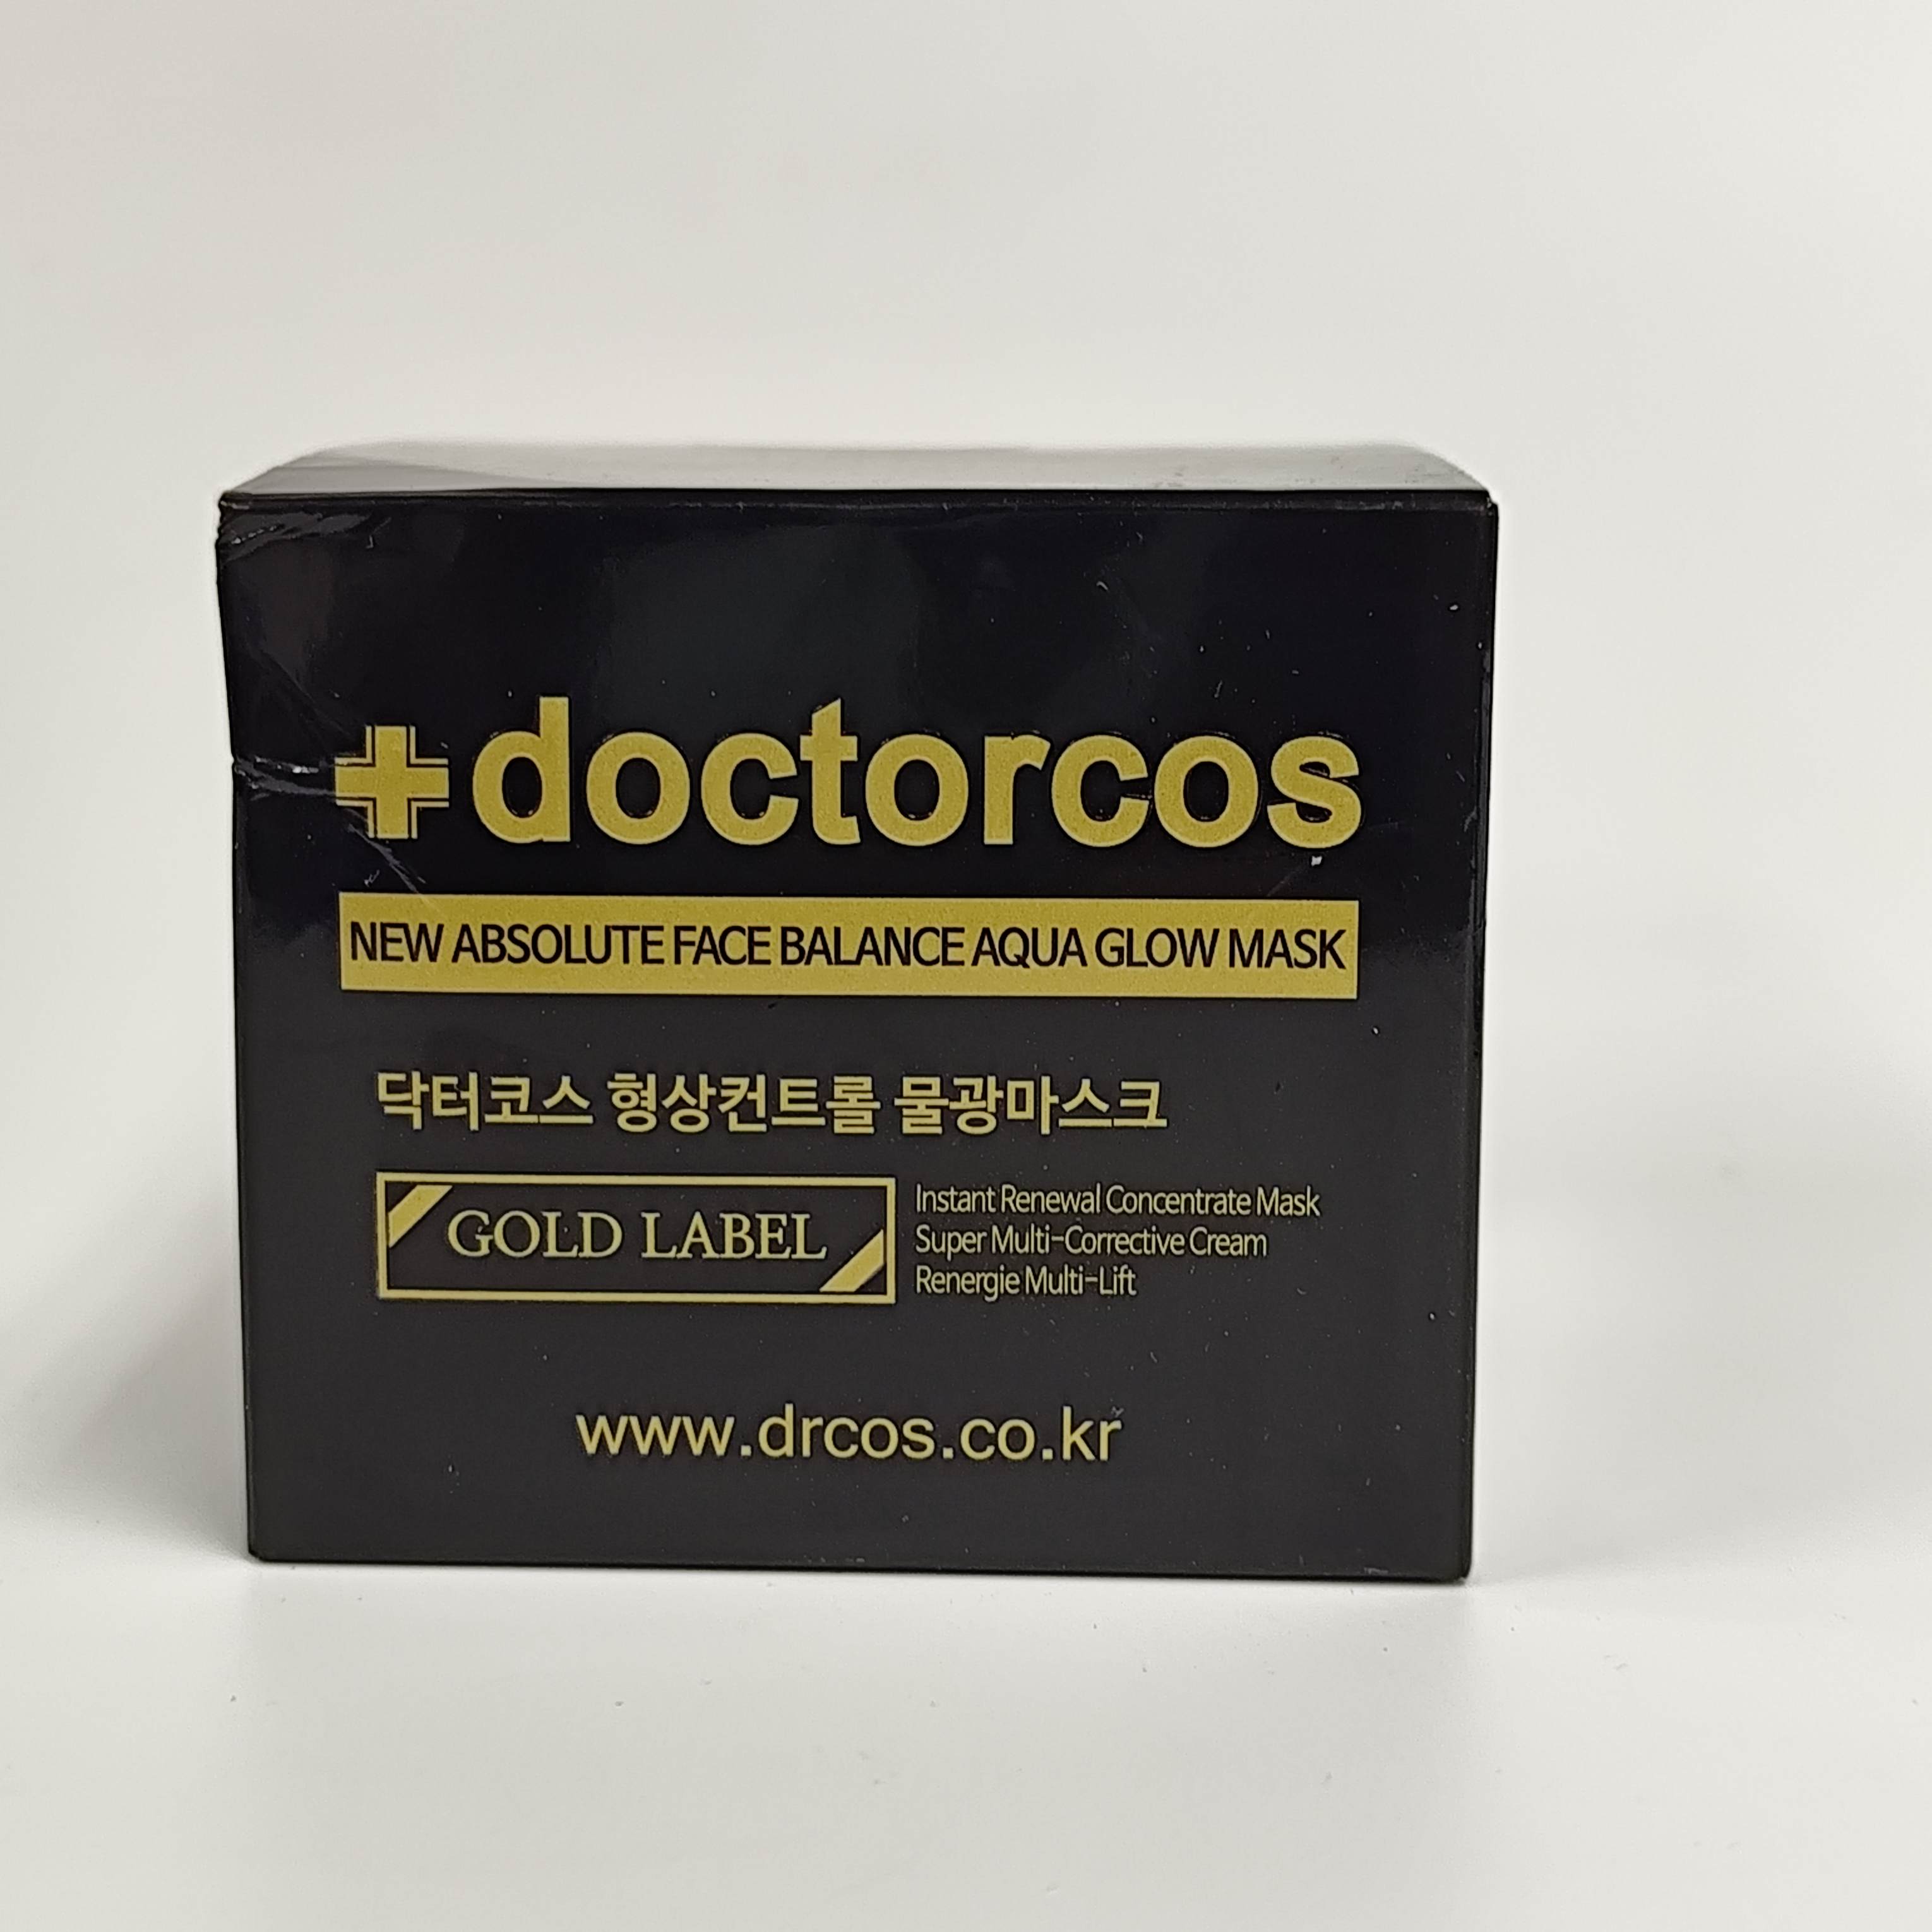 doctorcos
NEW ABSOLUTE FACE BALANCE AQUA GLOW MASK
닥터코스 형상컨트롤 물광마스크
GOLD LABEL
Instant Renewal Concentrate Mask
Super Multi-Corrective Cream
Renergie Multi-Lift
www.drcos.co.kr